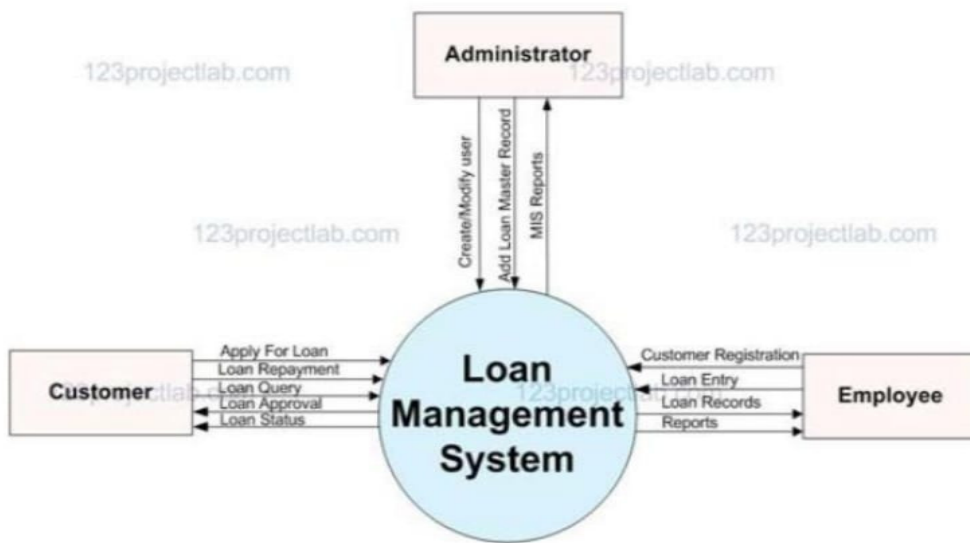 Administrator
123projectlab.com
123projectlab.com
Create/Modify user
Add Loan Master Record
MIS Reports
123projectlab.com
123projectlab.com
Apply For Loan
Loan Repayment
Loan Query
Loan Approval
Loan Status
Customer
Loan
Management
System
123projectlab.com
Customer Registration
Loan Entry
Loan Records
Reports
Employee